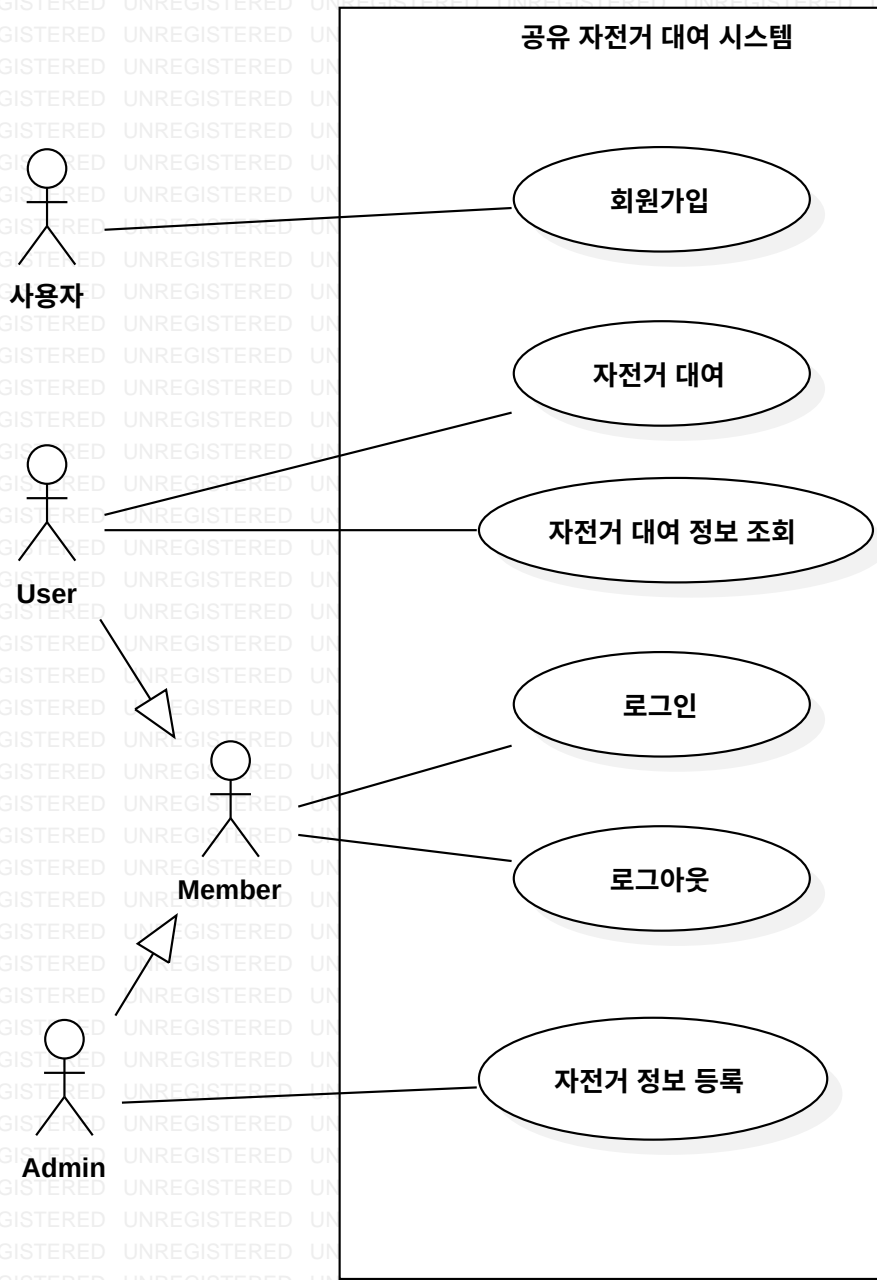 공유 자전거 대여 시스템
회원가입
사용자
자전거 대여
User
자전거 대여 정보 조회
로그인
Member
로그아웃
Admin
자전거 정보 등록
UNREGISTERED